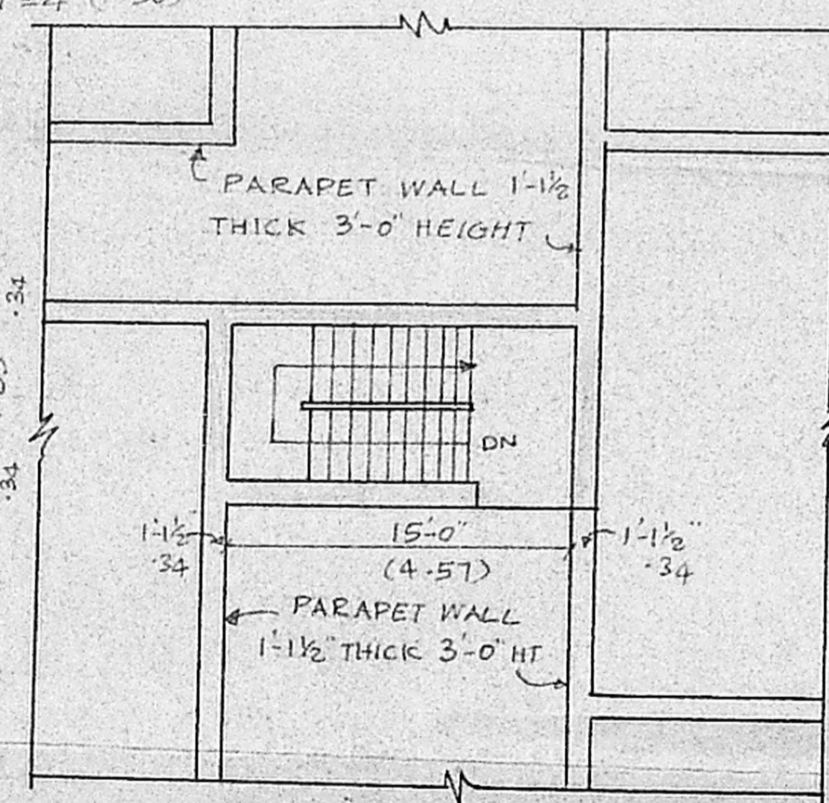 PARAPET WALL 1'-1½
THICK 3'-0" HEIGHT
.34
.34
DN
1'-1½"
.34
15'-0"
(4.57)
1'-1½"
.34
PARAPET WALL
1'-1½" THICK 3'-0" HT